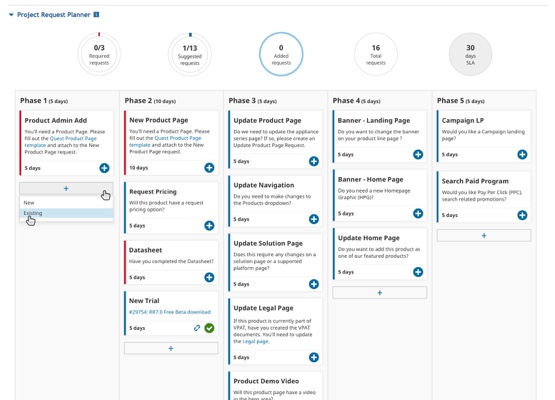 Project Request Planner
0/3
Required
requests
1/13
Suggested
requests
0
Added
requests
16
Total
requests
30
days
SLA
Phase 1 (5 days)
Product Admin Add
You'll need a Product Page. Please
fill out the Quest Product Page
template and attach to the New
Product Page request.
5 days
+
New
Existing
Phase 2 (10 days)
New Product Page
You'll need a Product Page. Please
fill out the Quest Product Page
template and attach to the New
Product Page request.
10 days
Request Pricing
Will this product have a request
pricing option?
5 days
Datasheet
Have you completed the Datasheet?
5 days
New Trial
#29754: RR7.0 Free Beta download
5 days
+
Phase 3 (5 days)
Update Product Page
Do we need to update the appliance
series page? If so, please create an
Update Product Page Request.
5 days
Update Navigation
Do you need to make changes to
the Products dropdown?
5 days
Update Solution Page
Does this require any changes on a
solution page or a supported
platform page?
5 days
Update Legal Page
If this product is currently part of
VPAT, have you created the VPAT
documents. You'll need to update
the Legal page.
5 days
Product Demo Video
Will this product have a video in
Phase 4 (5 days)
Banner - Landing Page
Do you want to change the banner
on your product line page ?
5 days
Banner - Home Page
Do you need a new Homepage
Graphic (HPG)?
5 days
Update Home Page
Do you want to add this product as
one of our featured products?
5 days
+
Phase 5 (5 days)
Campaign LP
Would you like a Campaign landing
page?
5 days
Search Paid Program
Would you like Pay Per Click (PPC),
search related promotions?
5 days
+